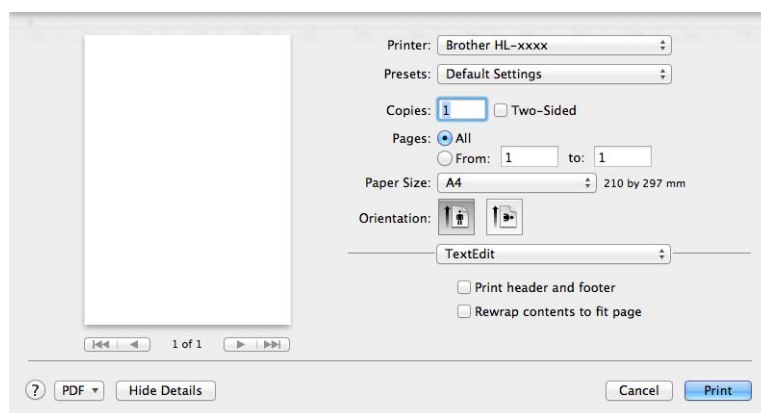 Printer: Brother HL-xxxx
Presets: Default Settings
Copies: 1 Two-Sided
Pages: All
From: 1 to: 1
Paper Size: A4 210 by 297 mm
Orientation:
TextEdit
Print header and footer
Rewrap contents to fit page
1 of 1
? PDF Hide Details Cancel Print